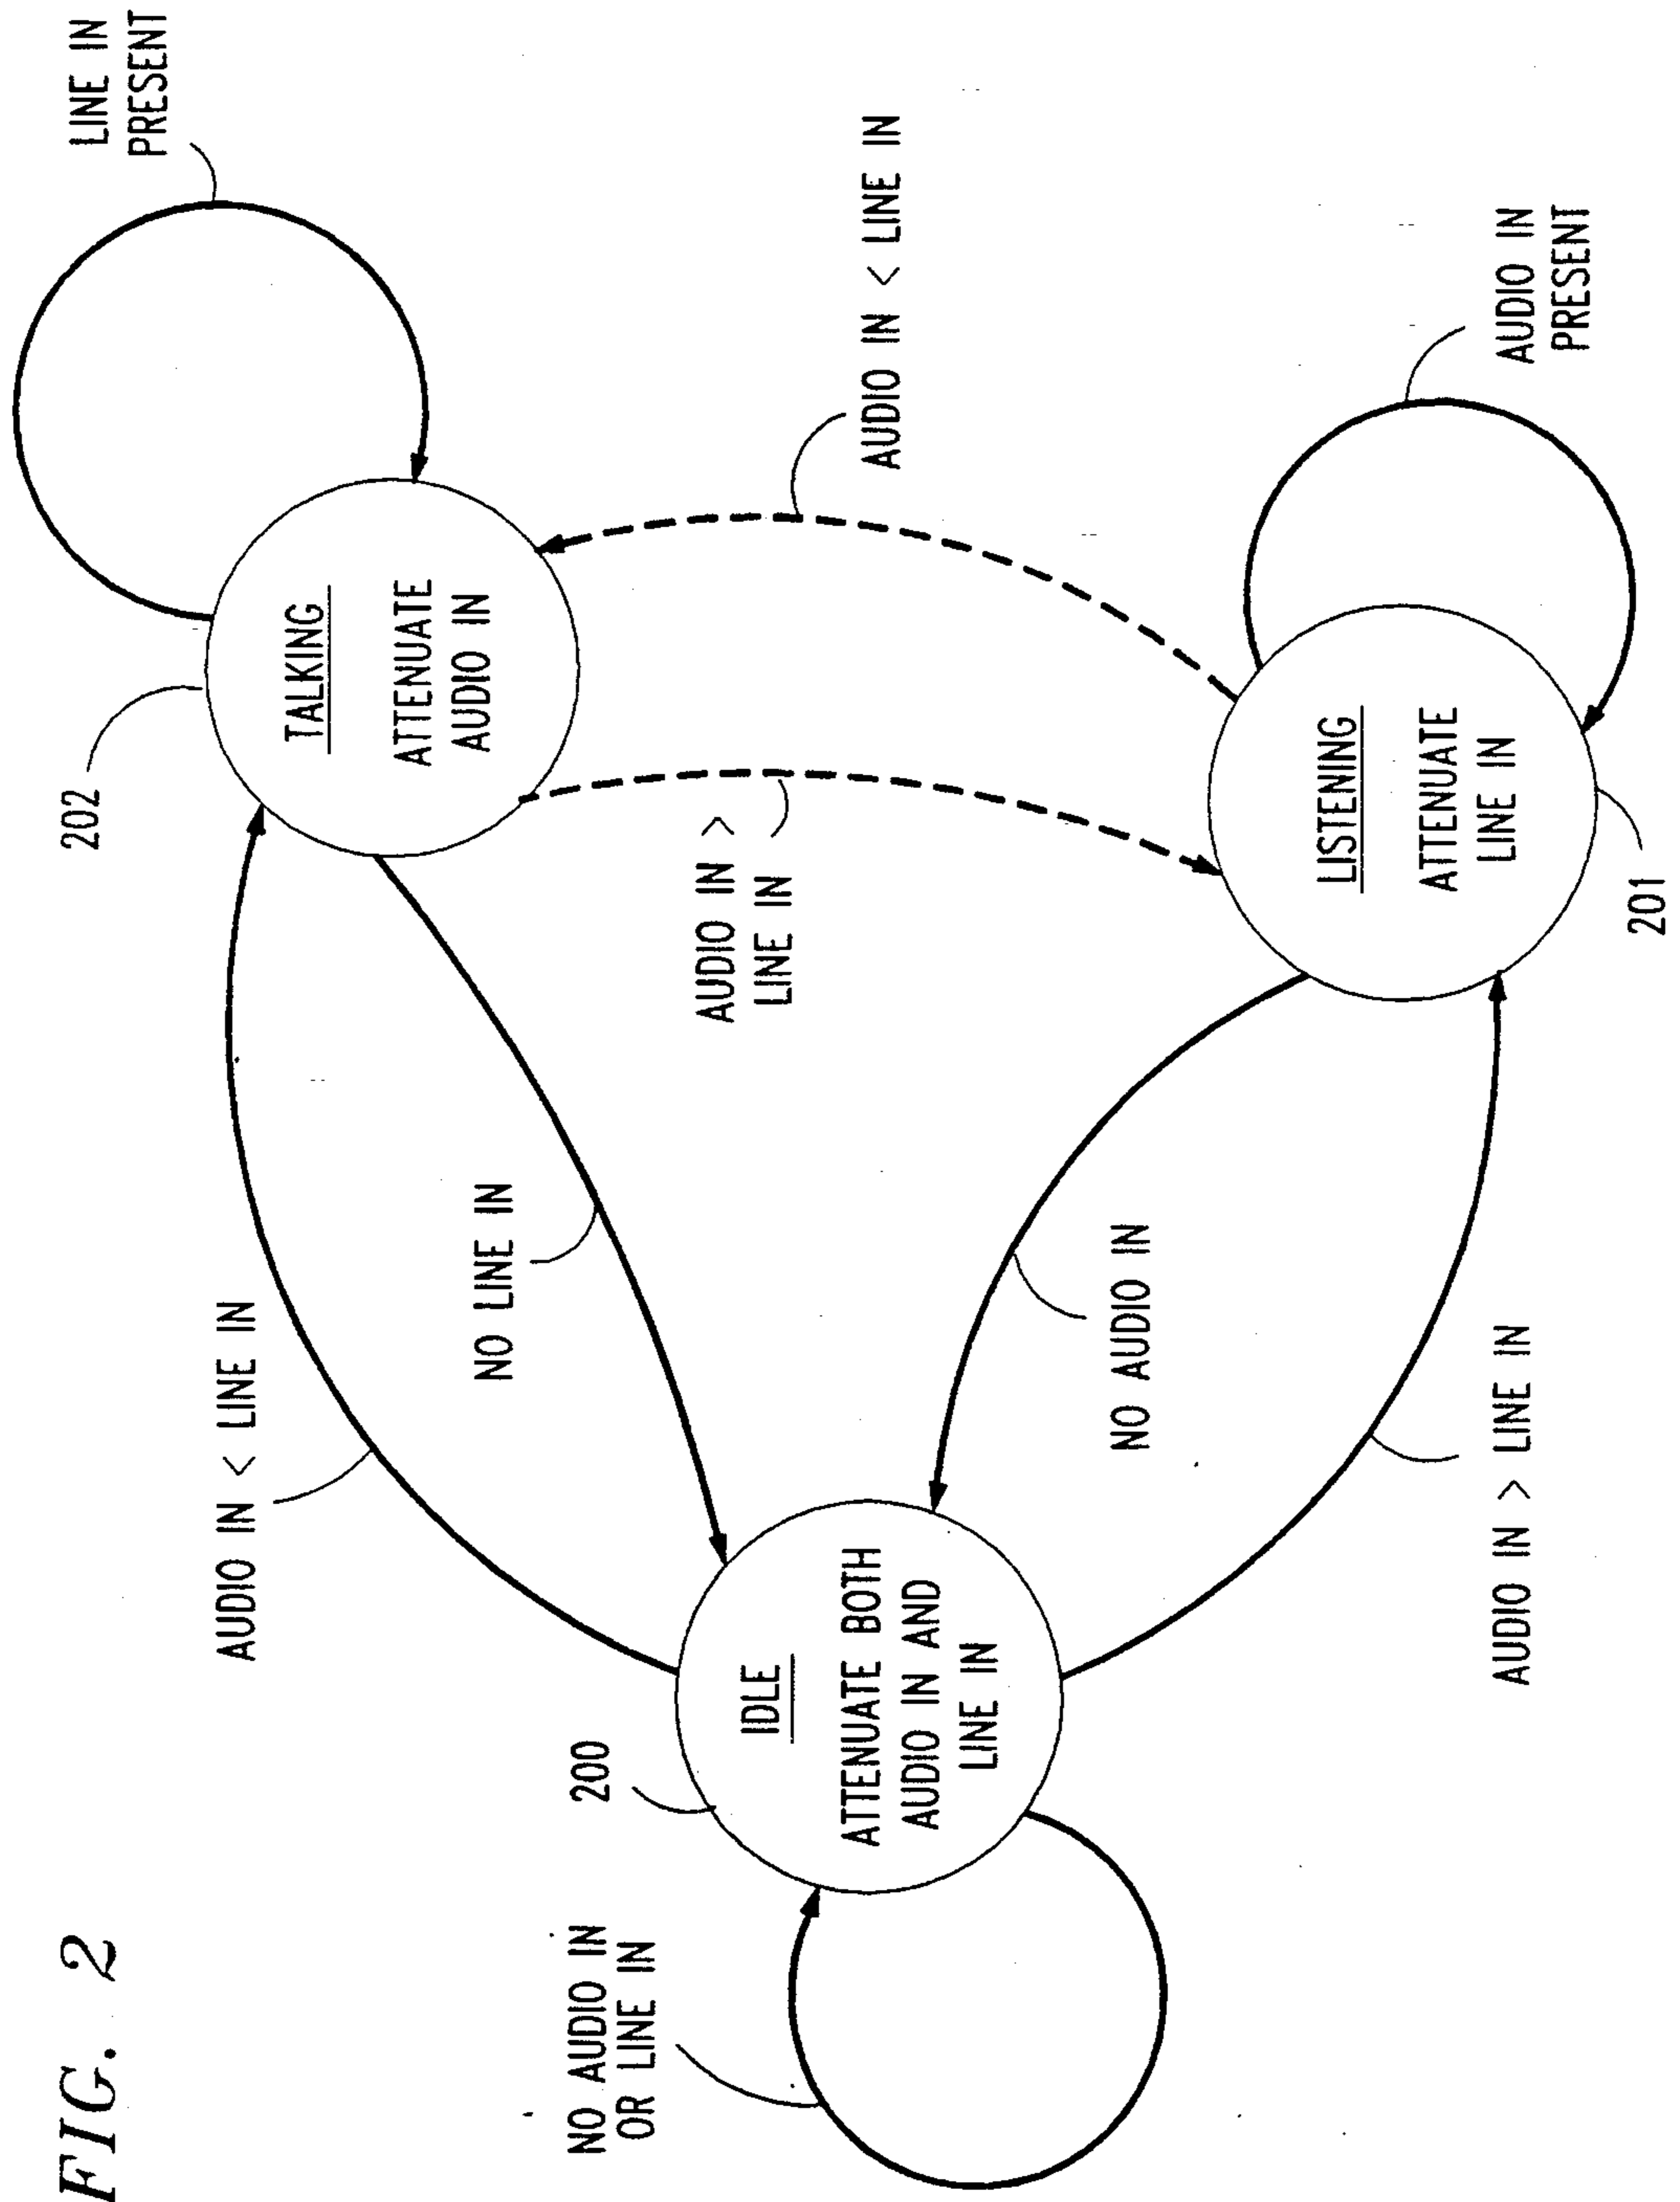 FIG. 2
LINE IN
PRESENT
202
TALKING
ATTENUATE
AUDIO IN
AUDIO IN < LINE IN
NO LINE IN
AUDIO IN >
LINE IN
AUDIO IN < LINE IN
200
IDLE
ATTENUATE BOTH
AUDIO IN AND
LINE IN
NO AUDIO IN
OR LINE IN
NO AUDIO IN
LISTENING
ATTENUATE
LINE IN
AUDIO IN
PRESENT
AUDIO IN > LINE IN
201